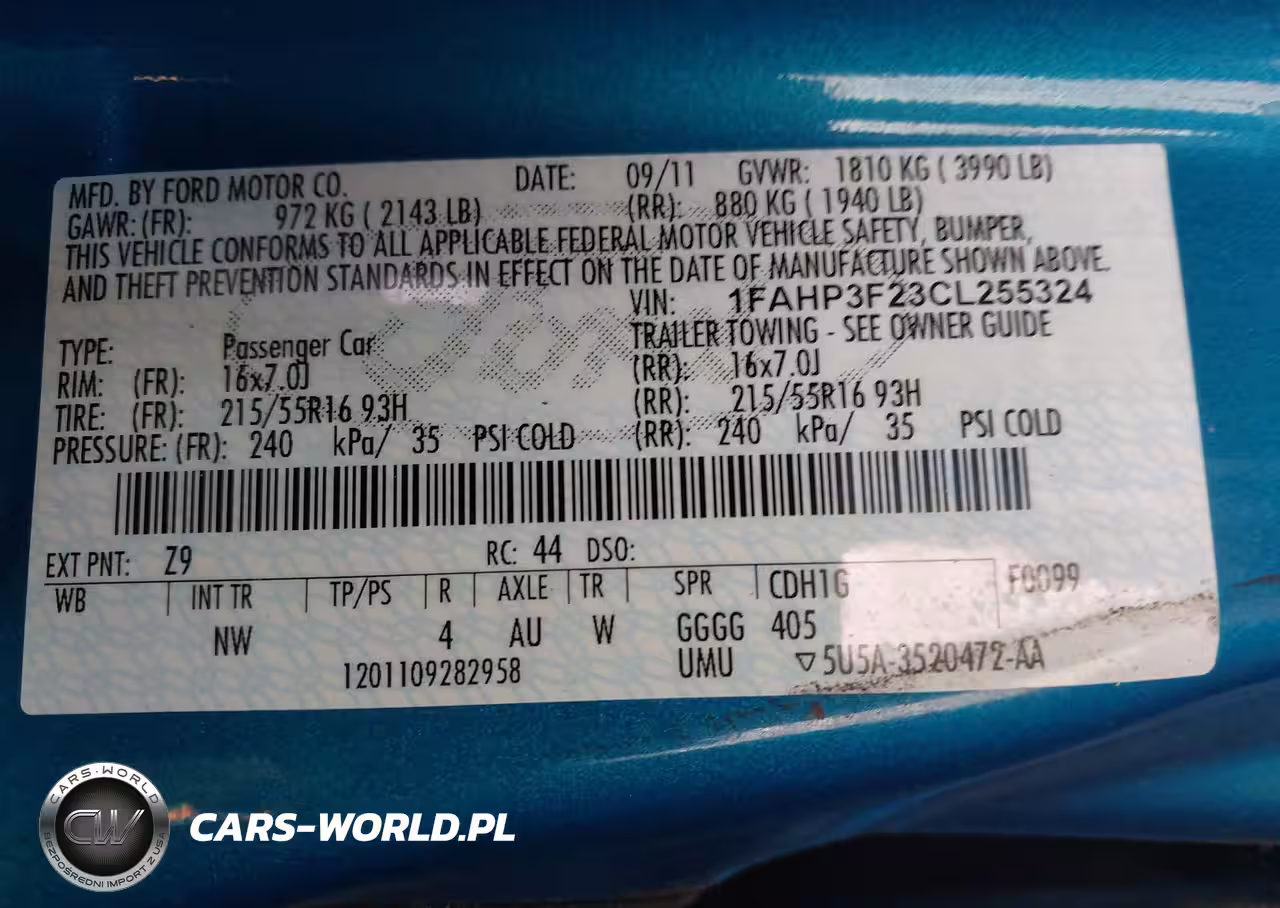 MFD. BY FORD MOTOR CO. DATE: 09/11 GVWR: 1810 KG ( 3990 LB)
GAWR: (FR): 972 KG ( 2143 LB) (RR): 880 KG ( 1940 LB)
THIS VEHICLE CONFORMS TO ALL APPLICABLE FEDERAL MOTOR VEHICLE SAFETY, BUMPER,
AND THEFT PREVENTION STANDARDS IN EFFECT ON THE DATE OF MANUFACTURE SHOWN ABOVE.
VIN: 1FAHP3F23CL255324
TYPE: Passenger Car TRAILER TOWING - SEE OWNER GUIDE
RIM: (FR): 16x7.0J (RR): 16x7.0J
TIRE: (FR): 215/55R16 93H (RR): 215/55R16 93H
PRESSURE: (FR): 240 kPa/ 35 PSI COLD (RR): 240 kPa/ 35 PSI COLD
EXT PNT: Z9 RC: 44 DSO:
WB INT TR TP/PS R AXLE TR SPR CDH1G F0099
NW 4 AU W GGGG 405
1201109282958 UMU ▽5U5A-3520472-AA
CARS-WORLD
CW
BEZPOŚREDNI IMPORT Z USA
CARS-WORLD.PL